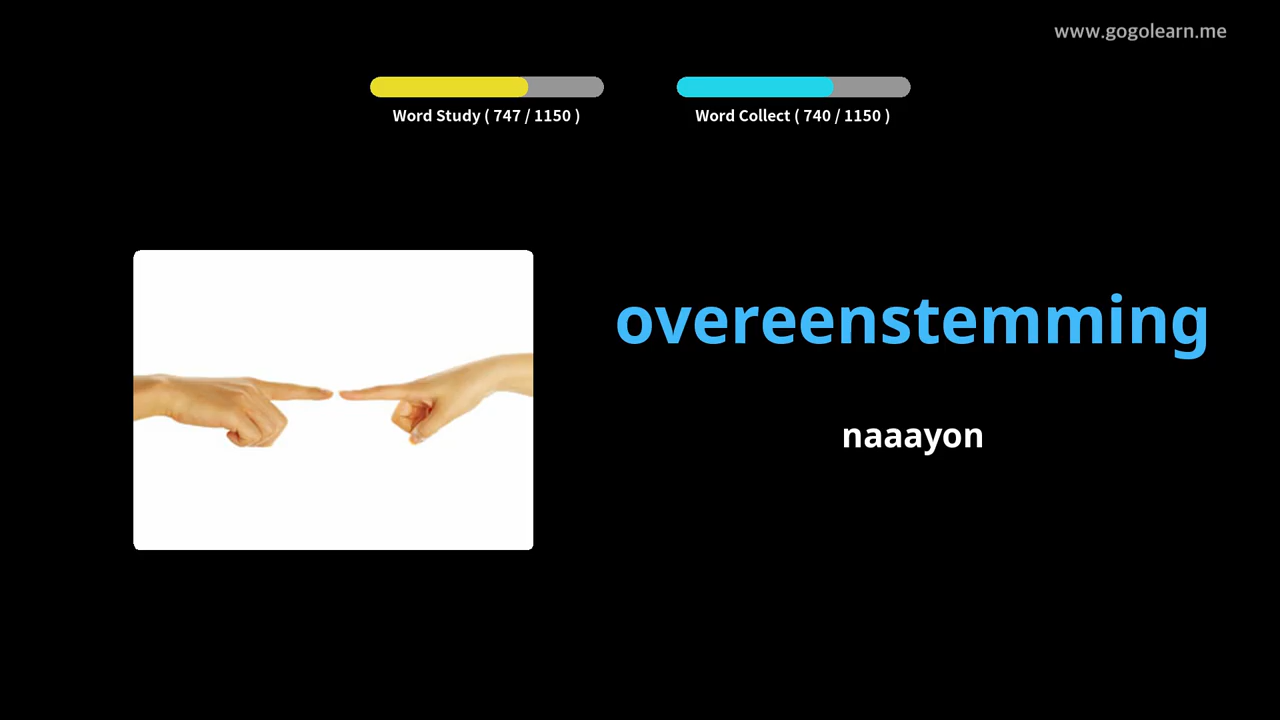 www.gogolearn.me
Word Study ( 747 / 1150 )
Word Collect ( 740 / 1150 )
overeenstemming
naaayon